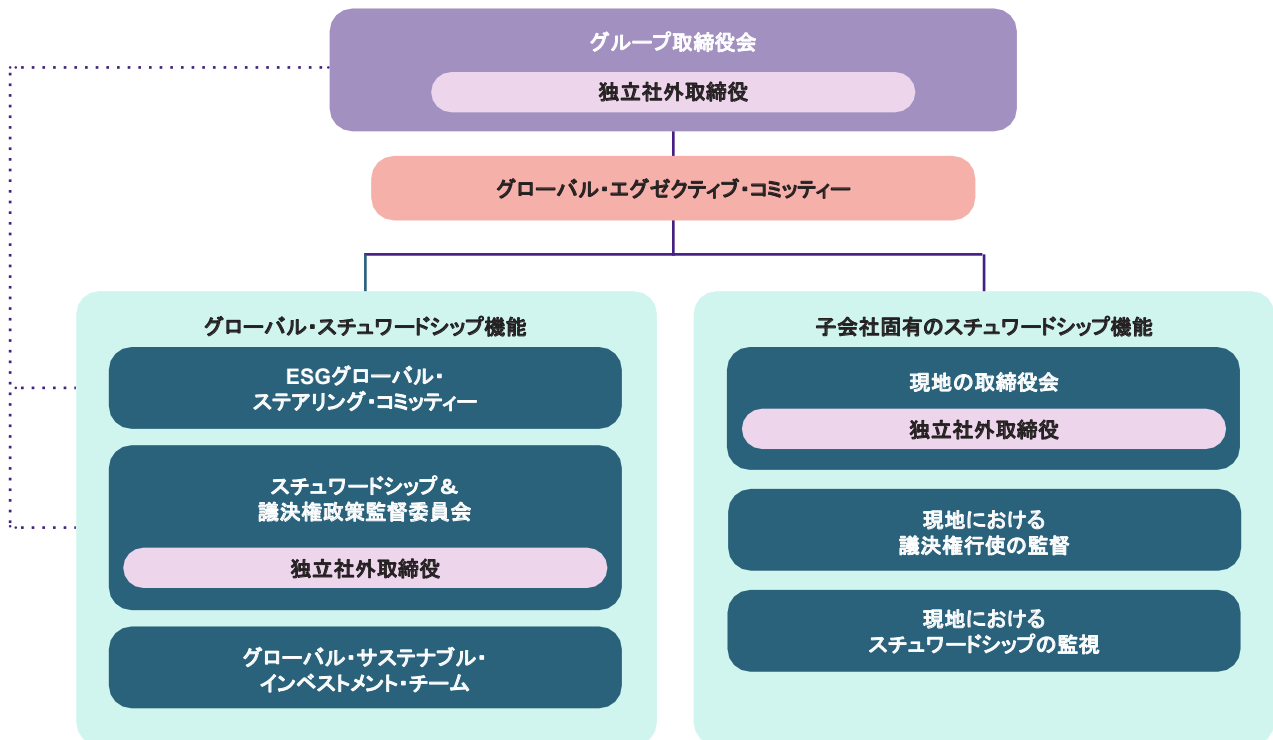 グループ取締役会
独立社外取締役
グローバル・エグゼクティブ・コミッティー
グローバル・スチュワードシップ機能
ESGグローバル・
ステアリング・コミッティー
スチュワードシップ＆
議決権政策監督委員会
独立社外取締役
グローバル・サステナブル・
インベストメント・チーム
子会社固有のスチュワードシップ機能
現地の取締役会
独立社外取締役
現地における
議決権行使の監督
現地における
スチュワードシップの監視